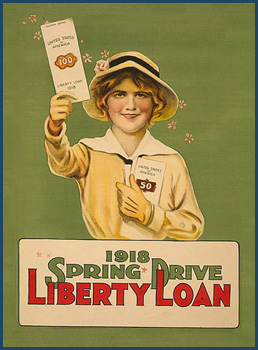 UNITED STATES
OF
AMERICA
100
LIBERTY LOAN
1918
50
1918
SPRING DRIVE
LIBERTY LOAN